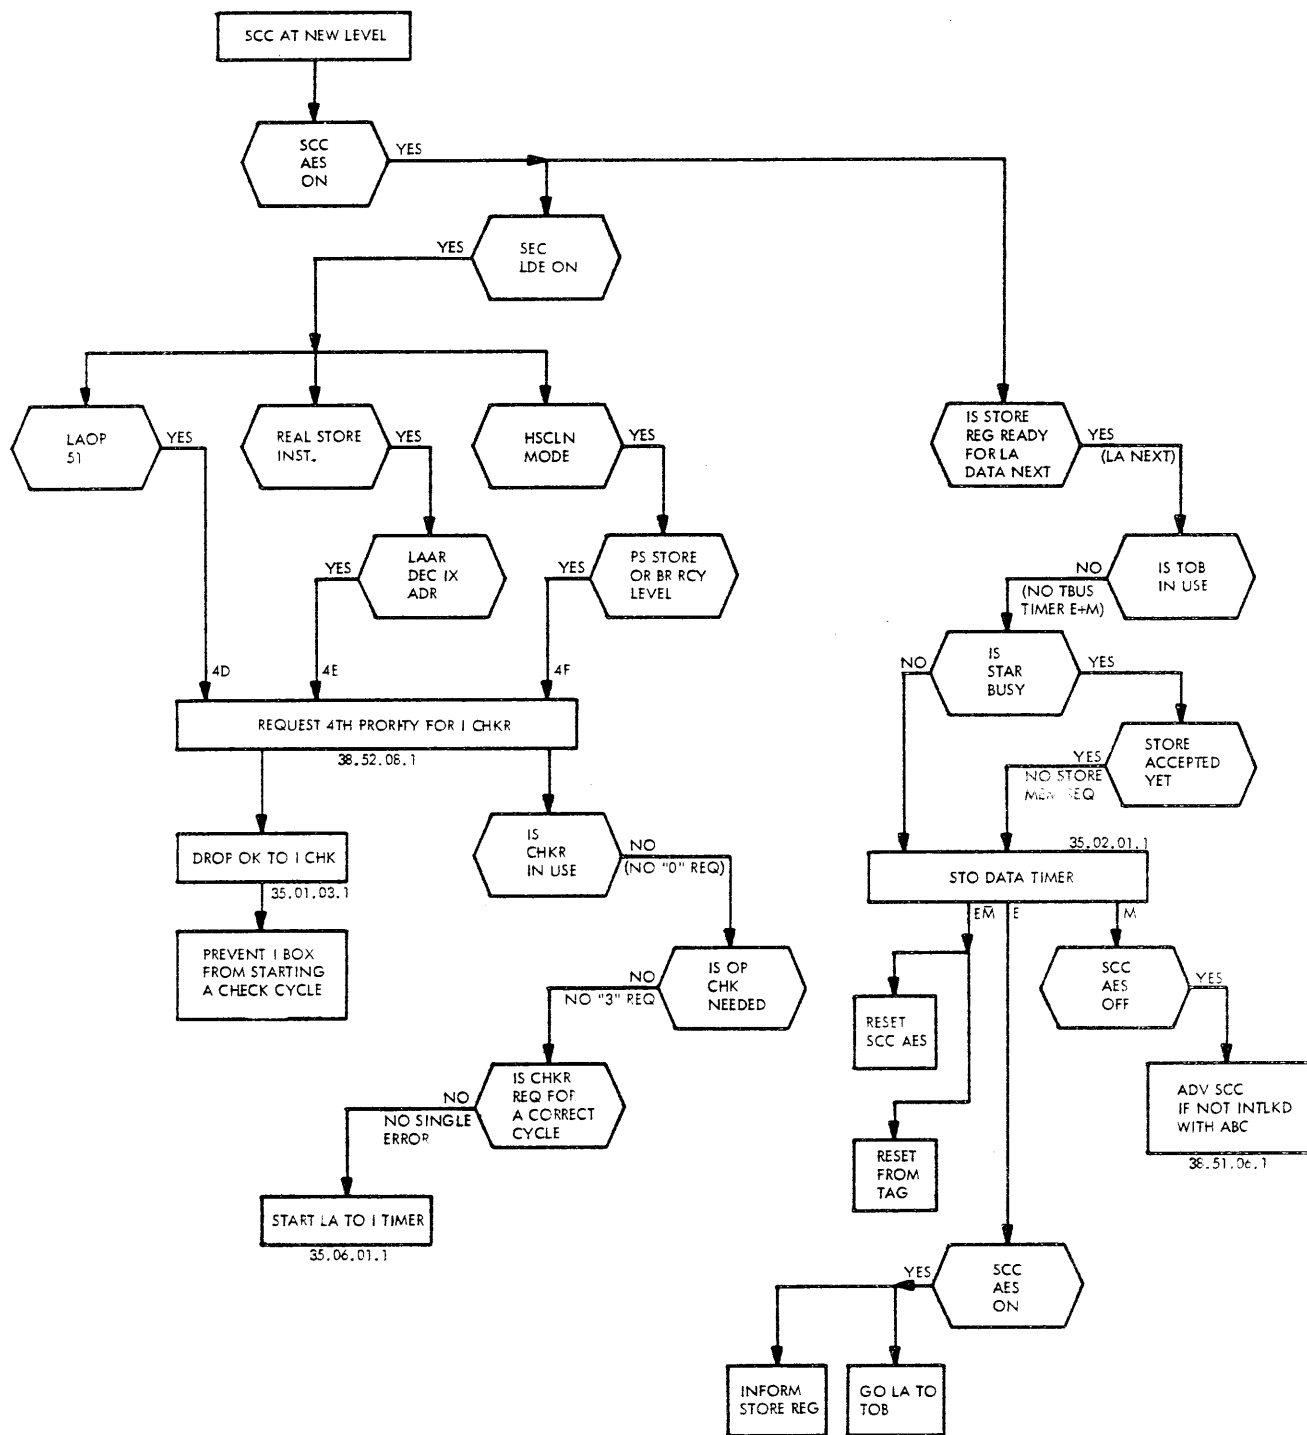 SCC AT NEW LEVEL
SCC
AES
ON
YES
SEC
LDE ON
YES
LAOP
51
YES
REAL STORE
INST.
YES
HSCLN
MODE
YES
IS STORE
REG READY
FOR LA
DATA NEXT
YES
(LA NEXT)
LAAR
DEC IX
ADR
YES
PS STORE
OR BR RCY
LEVEL
YES
IS TOB
IN USE
NO
(NO TBUS
TIMER E+M)
4D
4E
4F
IS
STAR
BUSY
NO
YES
REQUEST 4TH PRORITY FOR I CHKR
38.52.08.1
STORE
ACCEPTED
YET
YES
NO STORE
MEM REQ
DROP OK TO I CHK
35.01.03.1
IS
CHKR
IN USE
NO
(NO "0" REQ)
35.02.01.1
STO DATA TIMER
EM̅
E
M
PREVENT I BOX
FROM STARTING
A CHECK CYCLE
IS OP
CHK
NEEDED
NO
NO "3" REQ
SCC
AES
OFF
YES
RESET
SCC AES
IS CHKR
REQ FOR
A CORRECT
CYCLE
NO
NO SINGLE
ERROR
ADV SCC
IF NOT INTLKD
WITH ABC
38.51.06.1
RESET
FROM
TAG
START LA TO I TIMER
35.06.01.1
SCC
AES
ON
YES
INFORM
STORE REG
GO LA TO
TOB